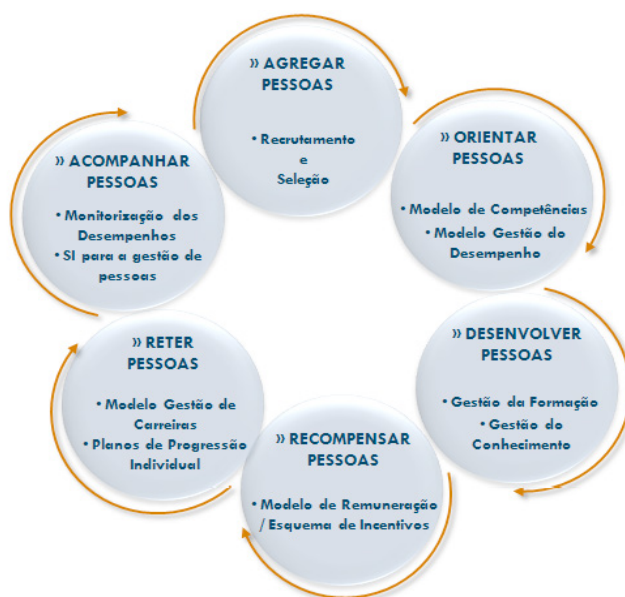 » AGREGAR
PESSOAS
• Recrutamento
e
Seleção
» ORIENTAR
PESSOAS
• Modelo de Competências
• Modelo Gestão do
Desempenho
» DESENVOLVER
PESSOAS
• Gestão da Formação
• Gestão do
Conhecimento
» RECOMPENSAR
PESSOAS
• Modelo de Remuneração
/ Esquema de Incentivos
» RETER
PESSOAS
• Modelo Gestão de
Carreiras
• Planos de Progressão
Individual
» ACOMPANHAR
PESSOAS
• Monitorização dos
Desempenhos
• SI para a gestão de
pessoas